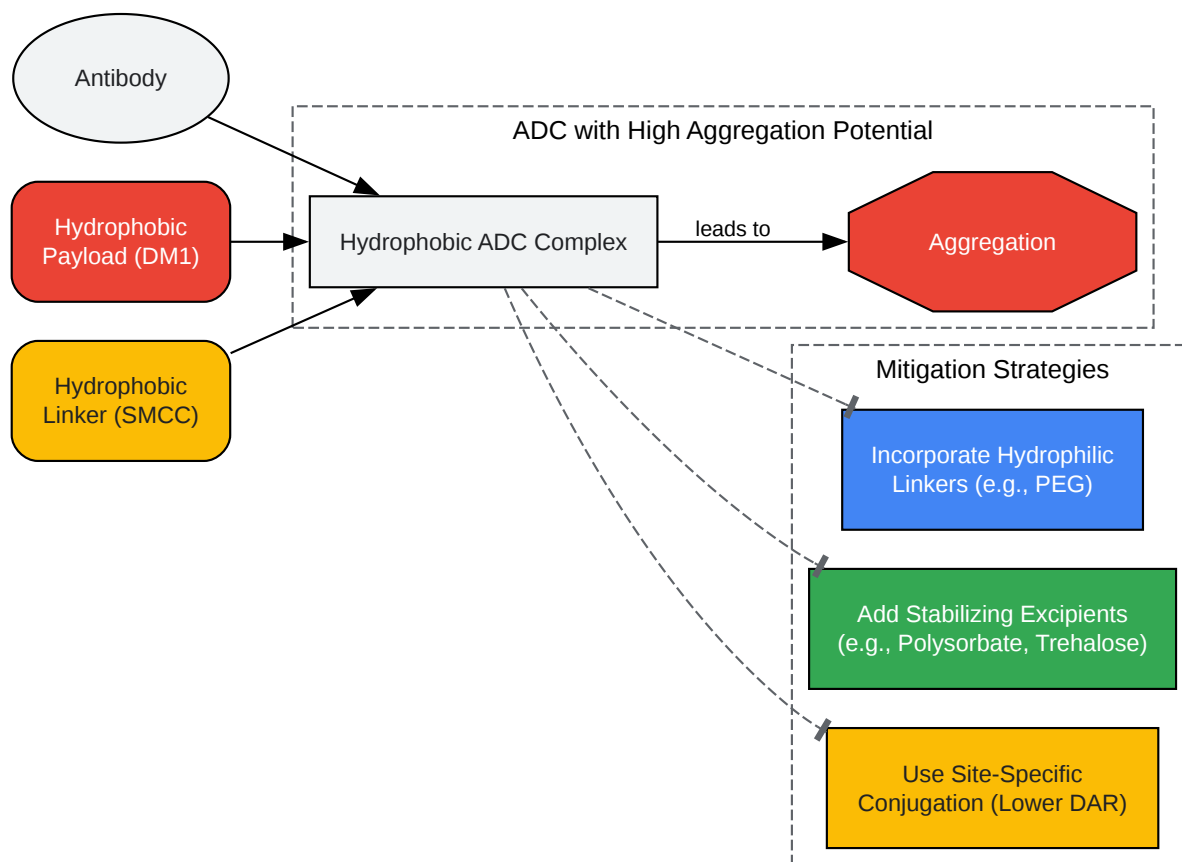 Antibody
ADC with High Aggregation Potential
Hydrophobic
Payload (DM1)
Hydrophobic ADC Complex
leads to
Aggregation
Hydrophobic
Linker (SMCC)
Mitigation Strategies
Incorporate Hydrophilic
Linkers (e.g., PEG)
Add Stabilizing Excipients
(e.g., Polysorbate, Trehalose)
Use Site-Specific
Conjugation (Lower DAR)